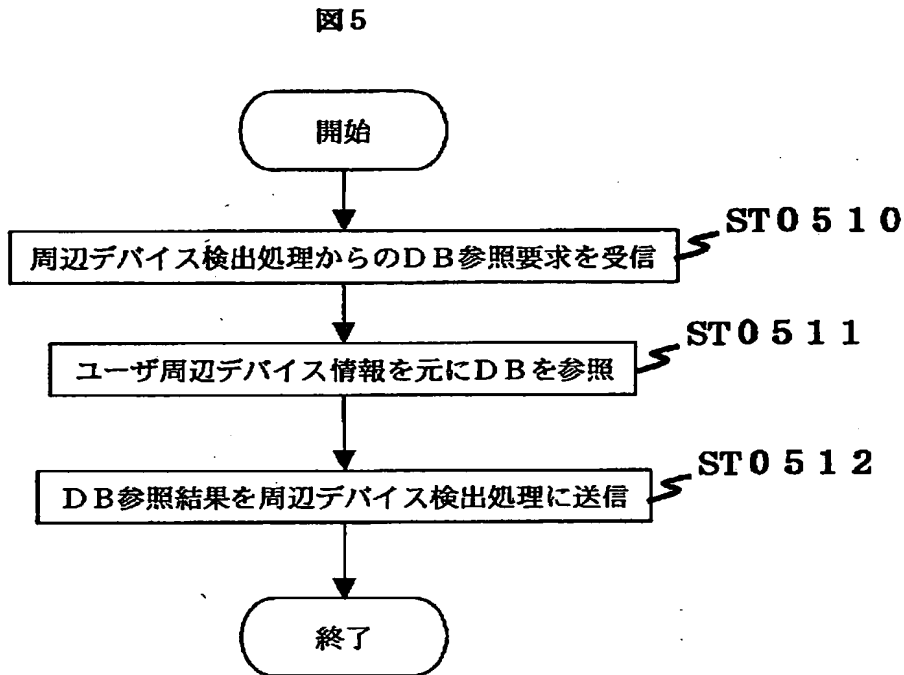 図5
開始
ST0510
周辺デバイス検出処理からのDB参照要求を受信
ST0511
ユーザ周辺デバイス情報を元にDBを参照
ST0512
DB参照結果を周辺デバイス検出処理に送信
終了